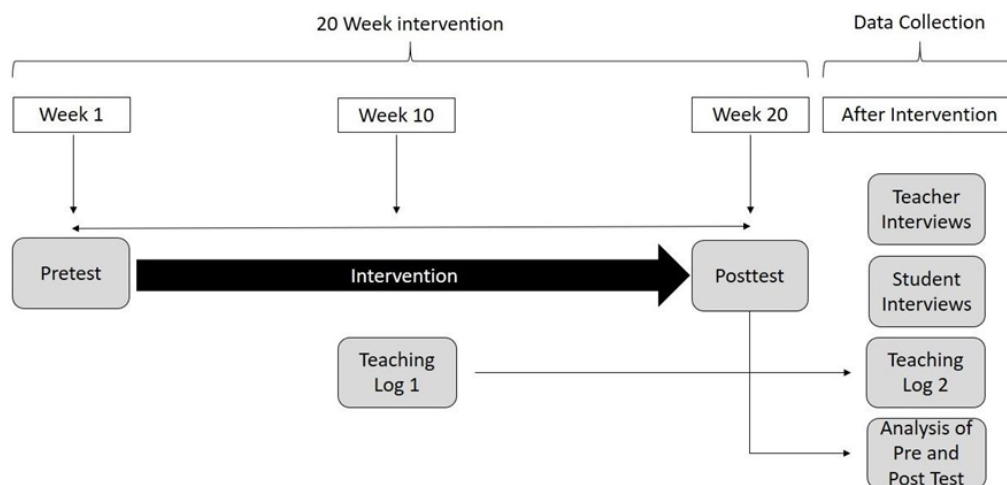 20 Week intervention
Data Collection
Week 1
Week 10
Week 20
After Intervention
Teacher
Interviews
Pretest
Intervention
Posttest
Student
Interviews
Teaching
Log 1
Teaching
Log 2
Analysis of
Pre and
Post Test